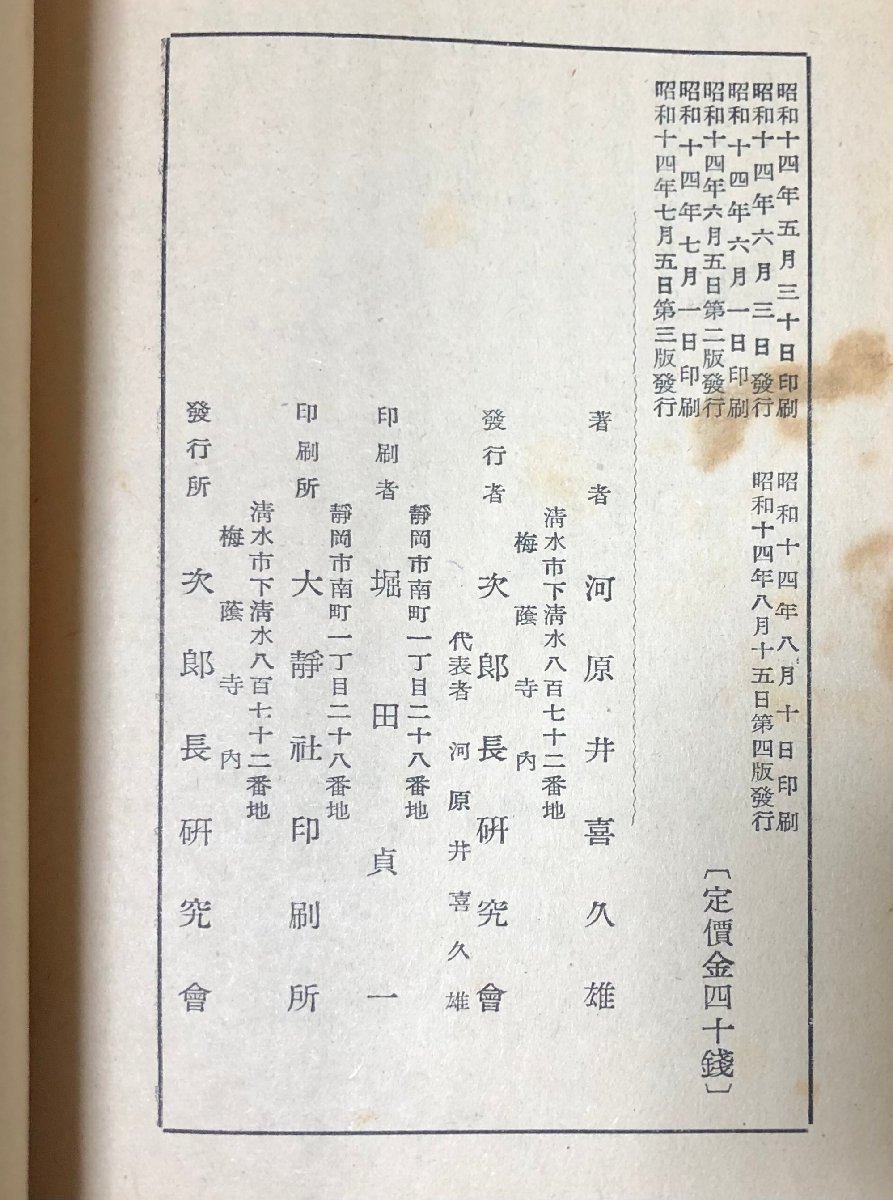 昭和十四年五月三十日印刷
昭和十四年六月三日發行
昭和十四年六月一日印刷
昭和十四年六月五日第二版發行
昭和十四年七月一日印刷
昭和十四年七月五日第三版發行
昭和十四年八月十日印刷
昭和十四年八月十五日第四版發行
〔定價金四十錢〕
著者 河原井喜久雄
清水市下清水八百七十二番地
梅蔭寺內
發行者 次郎長硏究會
代表者 河原井喜久雄
靜岡市南町一丁目二十八番地
印刷者 堀田貞一
靜岡市南町一丁目二十八番地
印刷所 大靜社印刷所
清水市下清水八百七十二番地
梅蔭寺內
發行所 次郎長硏究會